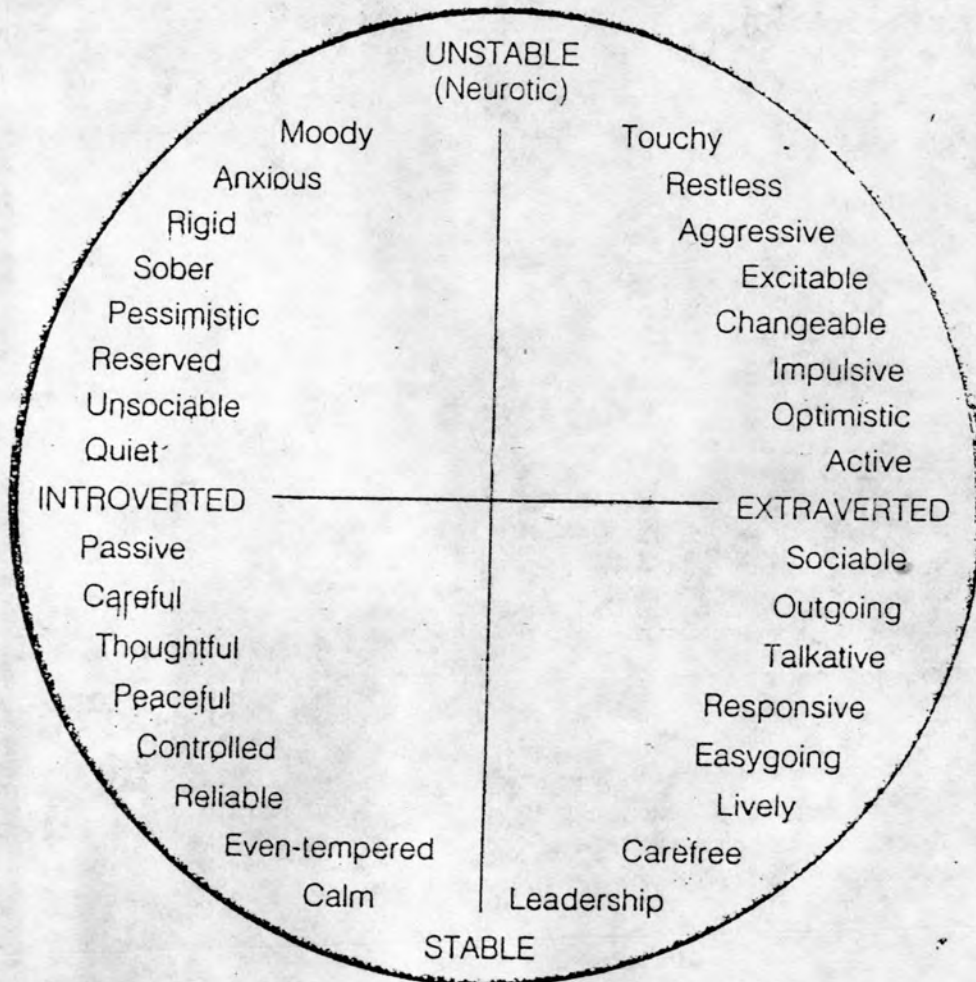 UNSTABLE
(Neurotic)
Moody Touchy
Anxious Restless
Rigid Aggressive
Sober Excitable
Pessimistic Changeable
Reserved Impulsive
Unsociable Optimistic
Quiet Active
INTROVERTED EXTRAVERTED
Passive Sociable
Careful Outgoing
Thoughtful Talkative
Peaceful Responsive
Controlled Easygoing
Reliable Lively
Even-tempered Carefree
Calm Leadership
STABLE